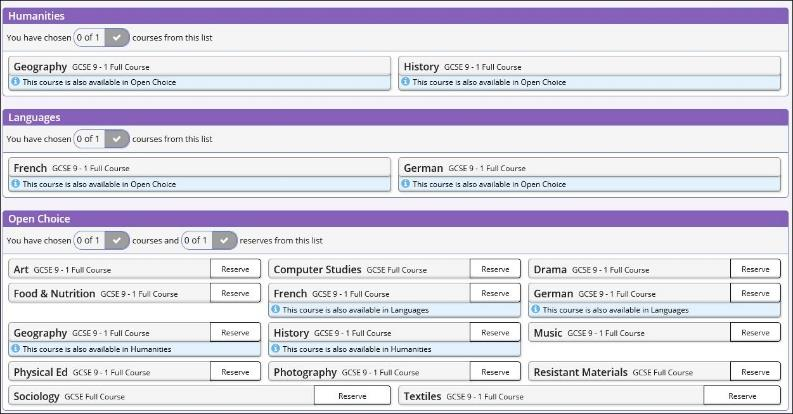 Humanities
You have chosen 0 of 1 courses from this list
Geography GCSE 9 - 1 Full Course History GCSE 9 - 1 Full Course
This course is also available in Open Choice This course is also available in Open Choice
Languages
You have chosen 0 of 1 courses from this list
French GCSE 9 - 1 Full Course German GCSE 9 - 1 Full Course
This course is also available in Open Choice This course is also available in Open Choice
Open Choice
You have chosen 0 of 1 courses and 0 of 1 reserves from this list
Art GCSE 9 - 1 Full Course Reserve Computer Studies GCSE Full Course Reserve Drama GCSE 9 - 1 Full Course Reserve
Food & Nutrition GCSE 9 - 1 Full Course Reserve French GCSE 9 - 1 Full Course Reserve German GCSE 9 - 1 Full Course Reserve
This course is also available in Languages This course is also available in Languages
Geography GCSE 9 - 1 Full Course Reserve History GCSE 9 - 1 Full Course Reserve Music GCSE 9 - 1 Full Course Reserve
This course is also available in Humanities This course is also available in Humanities
Physical Ed GCSE 9 - 1 Full Course Reserve Photography GCSE 9 - 1 Full Course Reserve Resistant Materials GCSE Full Course Reserve
Sociology GCSE Full Course Reserve Textiles GCSE 9 - 1 Full Course Reserve